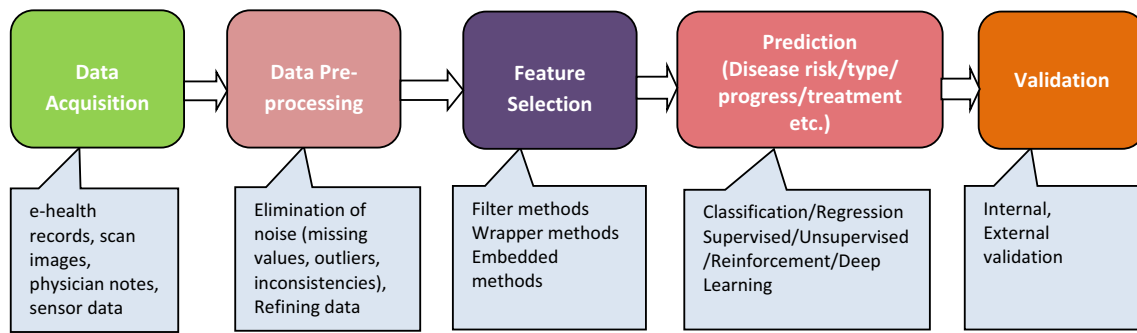 Data
Acquisition
Data Pre-
processing
Feature
Selection
Prediction
(Disease risk/type/
progress/treatment
etc.)
Validation
e-health
records, scan
images,
physician notes,
sensor data
Elimination of
noise (missing
values, outliers,
inconsistencies),
Refining data
Filter methods
Wrapper methods
Embedded
methods
Classification/Regression
Supervised/Unsupervised
/Reinforcement/Deep
Learning
Internal,
External
validation